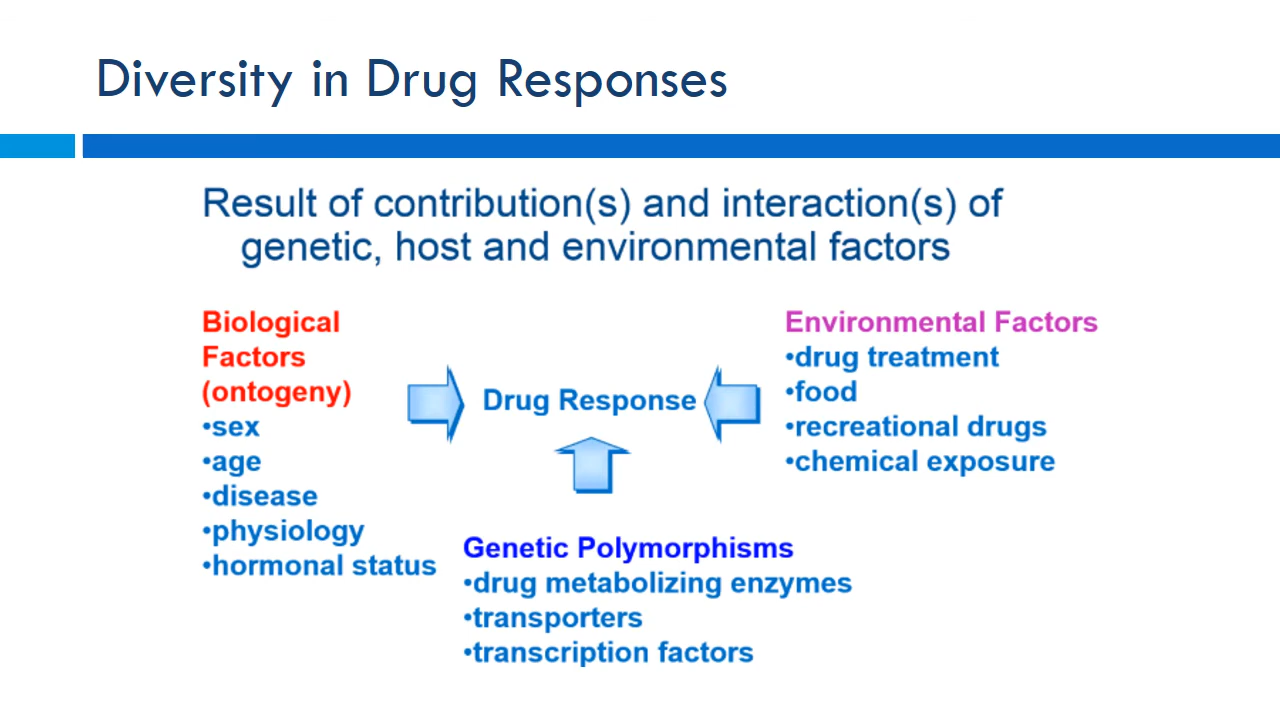 Diversity in Drug Responses
Result of contribution(s) and interaction(s) of
genetic, host and environmental factors
Biological
Factors
(ontogeny)
•sex
•age
•disease
•physiology
•hormonal status
Drug Response
Environmental Factors
•drug treatment
•food
•recreational drugs
•chemical exposure
Genetic Polymorphisms
•drug metabolizing enzymes
•transporters
•transcription factors